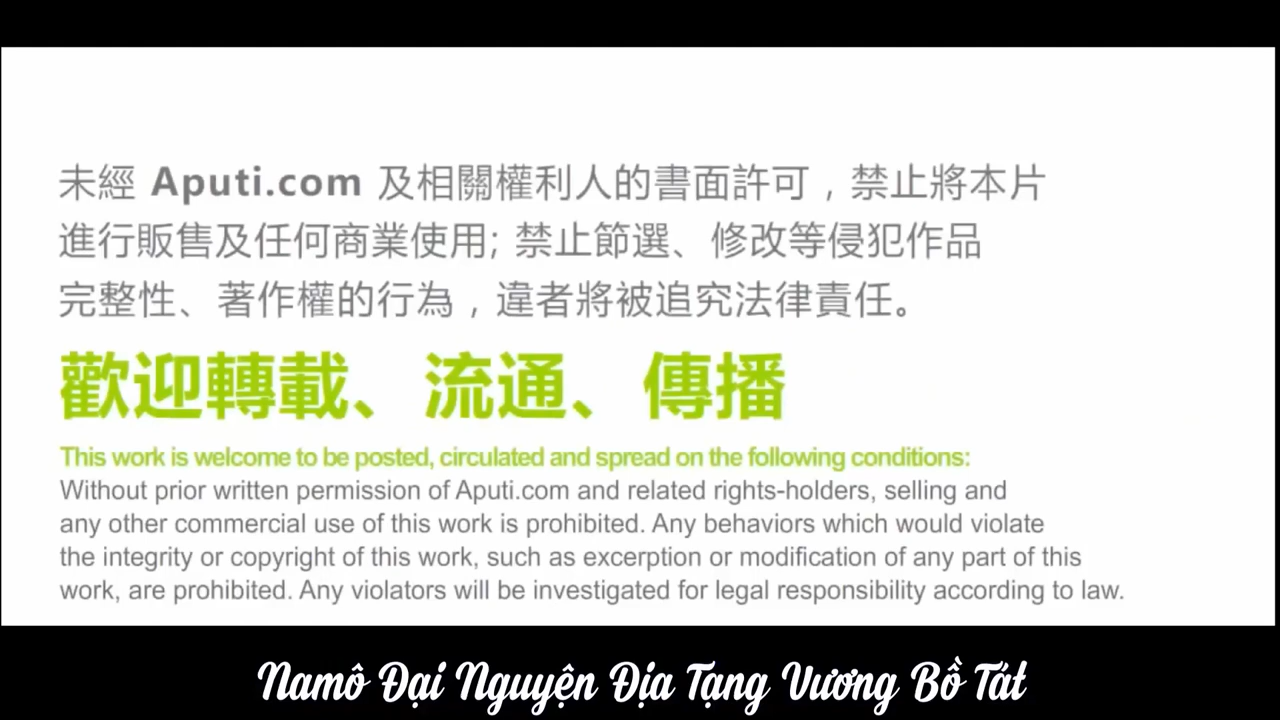 未經 Aputi.com 及相關權利人的書面許可，禁止將本片
進行販售及任何商業使用; 禁止節選、修改等侵犯作品
完整性、著作權的行為，違者將被追究法律責任。
歡迎轉載、流通、傳播
This work is welcome to be posted, circulated and spread on the following conditions:
Without prior written permission of Aputi.com and related rights-holders, selling and
any other commercial use of this work is prohibited. Any behaviors which would violate
the integrity or copyright of this work, such as excerption or modification of any part of this
work, are prohibited. Any violators will be investigated for legal responsibility according to law.
Namô Đại Nguyện Địa Tạng Vương Bồ Tát